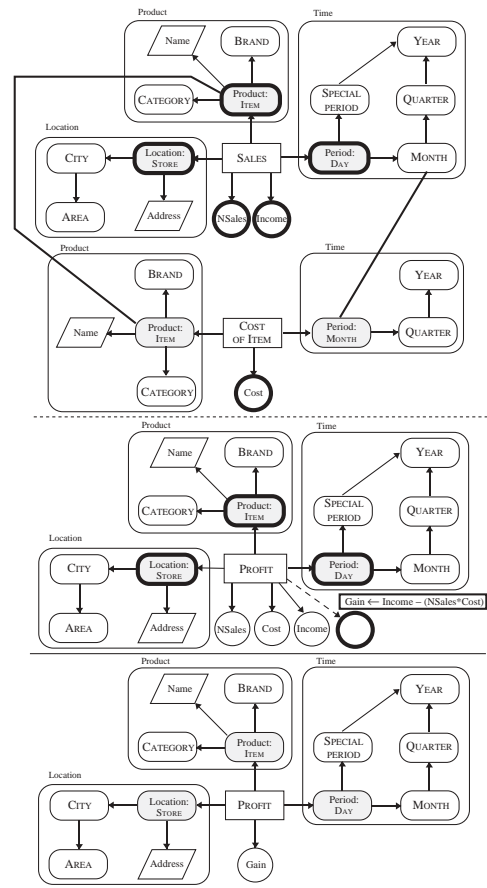 Product
Time
Name
BRAND
YEAR
CATEGORY
Product:
ITEM
SPECIAL
PERIOD
QUARTER
Location
CITY
Location:
STORE
SALES
Period:
DAY
MONTH
AREA
Address
NSales
Income
Product
Time
BRAND
YEAR
Name
Product:
ITEM
COST
OF ITEM
Period:
MONTH
QUARTER
CATEGORY
Cost
Product
Time
Name
BRAND
YEAR
CATEGORY
Product:
ITEM
SPECIAL
PERIOD
QUARTER
Location
CITY
Location:
STORE
PROFIT
Period:
DAY
MONTH
Gain ← Income – (NSales*Cost)
AREA
Address
NSales
Cost
Income
Product
Time
Name
BRAND
YEAR
CATEGORY
Product:
ITEM
SPECIAL
PERIOD
QUARTER
Location
CITY
Location:
STORE
PROFIT
Period:
DAY
MONTH
AREA
Address
Gain